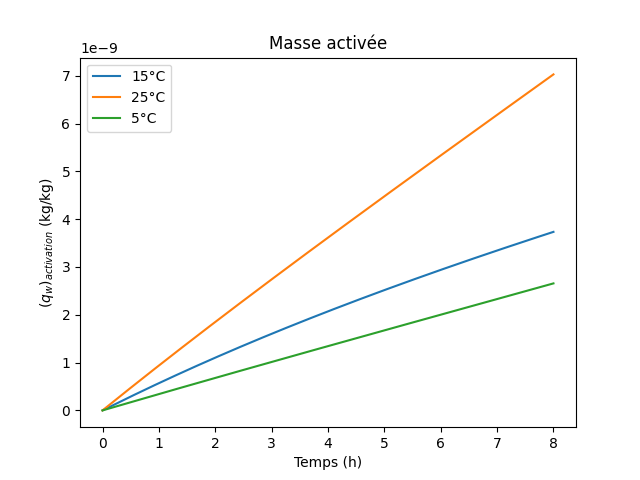 Masse activée
1e−9
7
6
5
4
3
2
1
0
(q_w)_activation (kg/kg)
15°C
25°C
5°C
0 1 2 3 4 5 6 7 8
Temps (h)